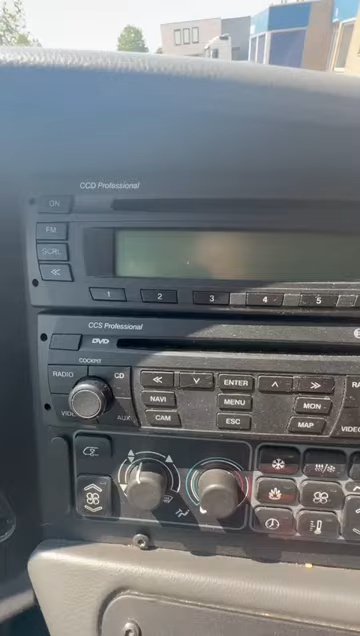 CCD Professional
ON
FM
SCRL
≪
1 2 3 4 5
CCS Professional
DVD
COCKPIT
RADIO CD
≪ ENTER ≫
NAVI MENU MON
CAM ESC MAP
AUX